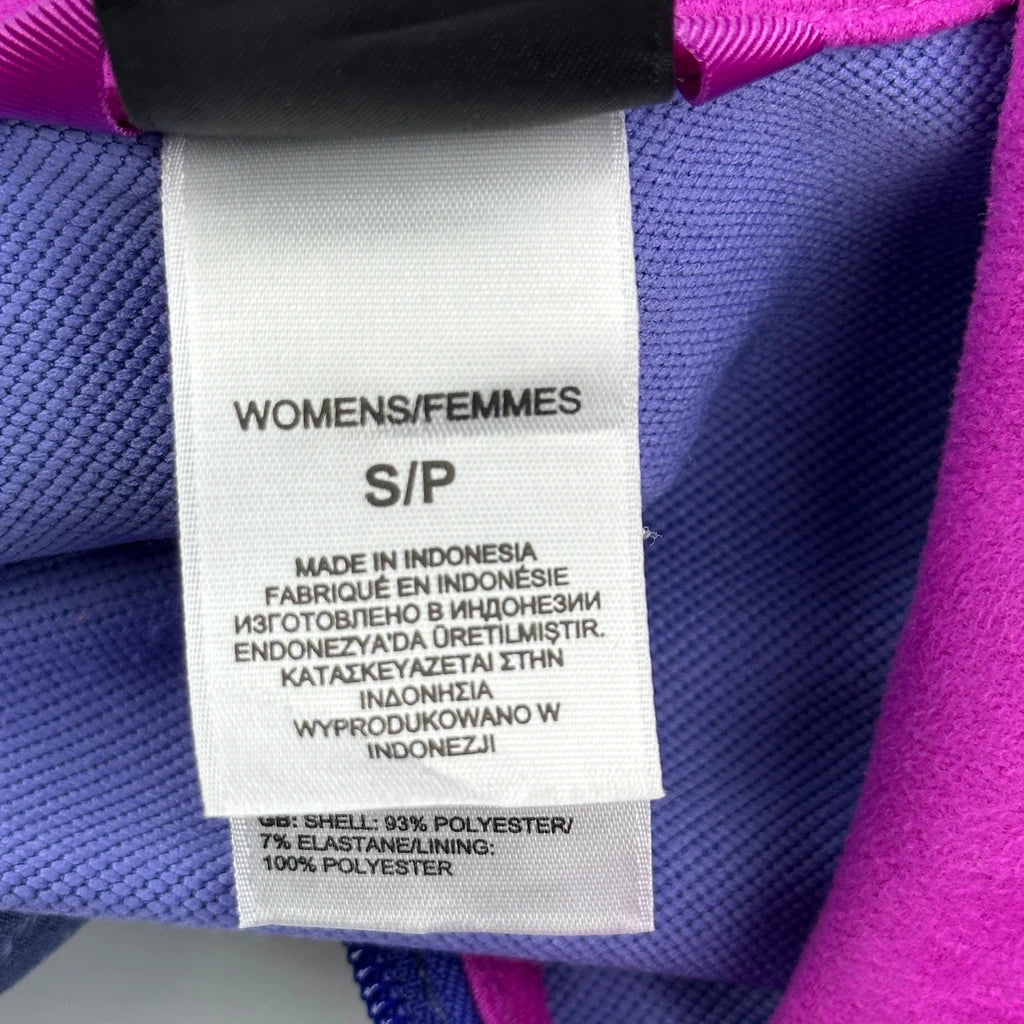 WOMENS/FEMMES
S/P
MADE IN INDONESIA
FABRIQUÉ EN INDONÉSIE
ИЗГОТОВЛЕНО В ИНДОНЕЗИИ
ENDONEZYA'DA ÜRETILMIŞTIR.
ΚΑΤΑΣΚΕΥΑΖΕΤΑΙ ΣΤΗΝ
ΙΝΔΟΝΗΣΙΑ
WYPRODUKOWANO W
INDONEZJI
GB: SHELL: 93% POLYESTER/
7% ELASTANE/LINING:
100% POLYESTER